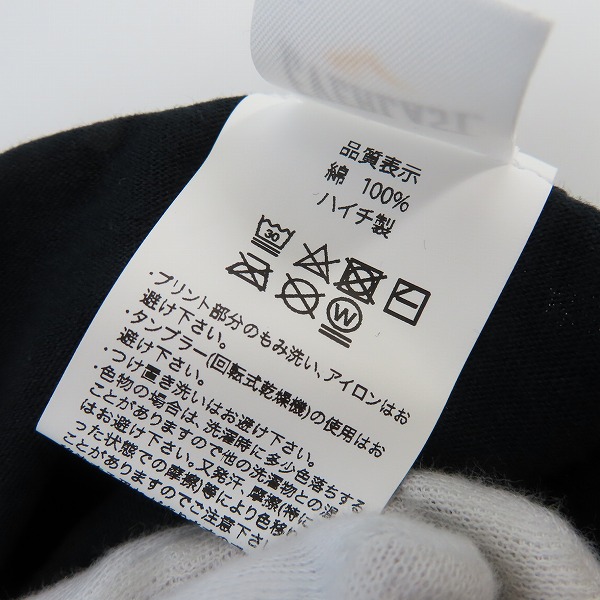 EVERLAST
品質表示
綿 100%
ハイチ製
30
W
・プリント部分のもみ洗い、アイロンはお
避け下さい。
・タンブラー(回転式乾燥機)の使用はお
避け下さい。
・つけ置き洗いはお避け下さい。
・色物の場合は、洗濯時に多少色落ちする
ことがありますので他の洗濯物との混
はお避け下さい。又発汗、摩擦(特に
った状態での摩擦)等により色移
ことがありますのでご注意下さ